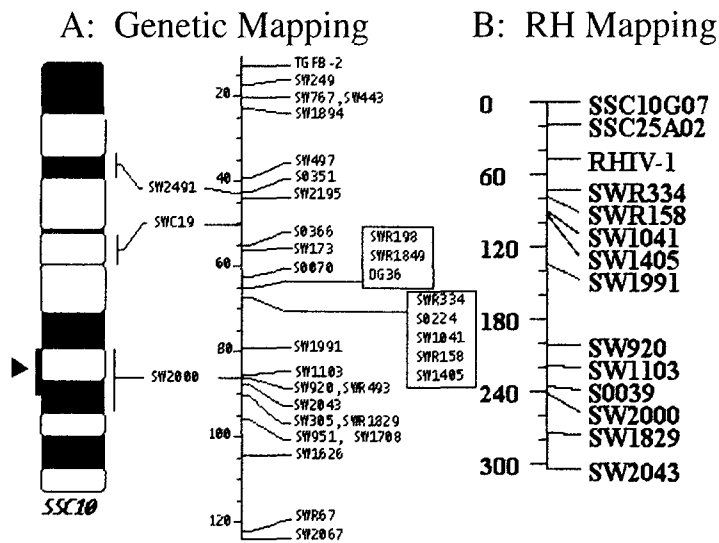 A: Genetic Mapping
B: RH Mapping
TGFB-2
SW249
20
SW767,SW443
SW1894
SW497
40
S0351
SW2491
SW2195
SWC19
S0366
SW173
60
S0070
SWR198
SWR1849
DG36
SWR334
S0224
SW1041
SWR158
SW1405
80
SW1991
SW1103
SW2000
SW920,SWR493
SW2043
SW305,SWR1829
100
SW951, SW1708
SW1626
120
SWR67
SW2067
SSC10
0
SSC10G07
SSC25A02
RHIV-1
60
SWR334
SWR158
SW1041
120
SW1405
SW1991
180
SW920
SW1103
240
S0039
SW2000
SW1829
300
SW2043